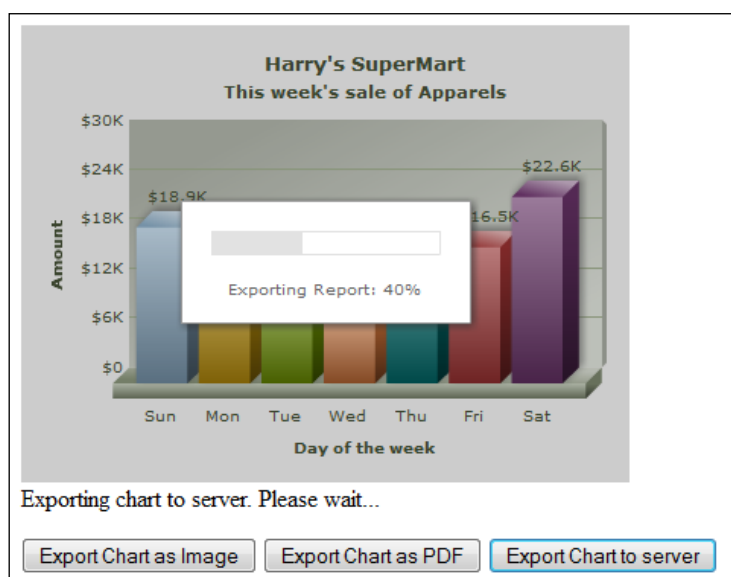 Harry's SuperMart
This week's sale of Apparels
$30K
$24K
$18K
$12K
$6K
$0
Amount
$18.9K
16.5K
$22.6K
Exporting Report: 40%
Sun Mon Tue Wed Thu Fri Sat
Day of the week
Exporting chart to server. Please wait...
Export Chart as Image Export Chart as PDF Export Chart to server